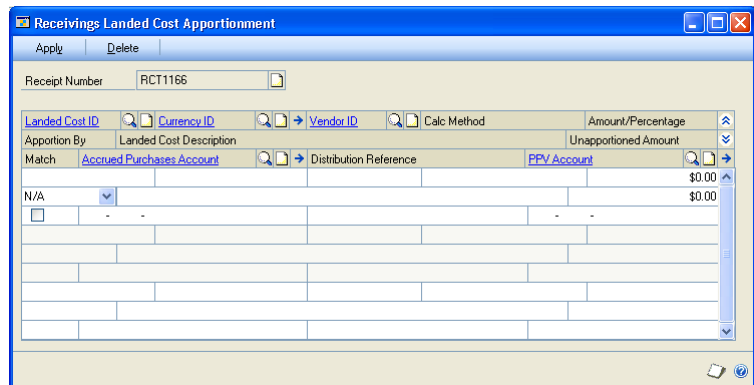 Receivings Landed Cost Apportionment
Apply Delete
Receipt Number RCT1166
Landed Cost ID Currency ID Vendor ID Calc Method Amount/Percentage
Apportion By Landed Cost Description Unapportioned Amount
Match Accrued Purchases Account Distribution Reference PPV Account
$0.00
N/A $0.00
- - - -